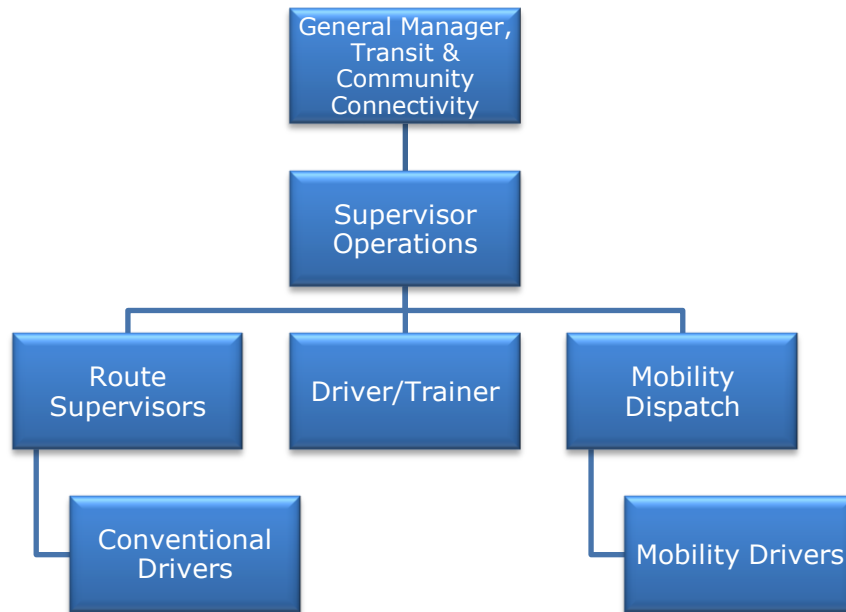 General Manager,
Transit &
Community
Connectivity
Supervisor
Operations
Route
Supervisors
Driver/Trainer
Mobility
Dispatch
Conventional
Drivers
Mobility Drivers